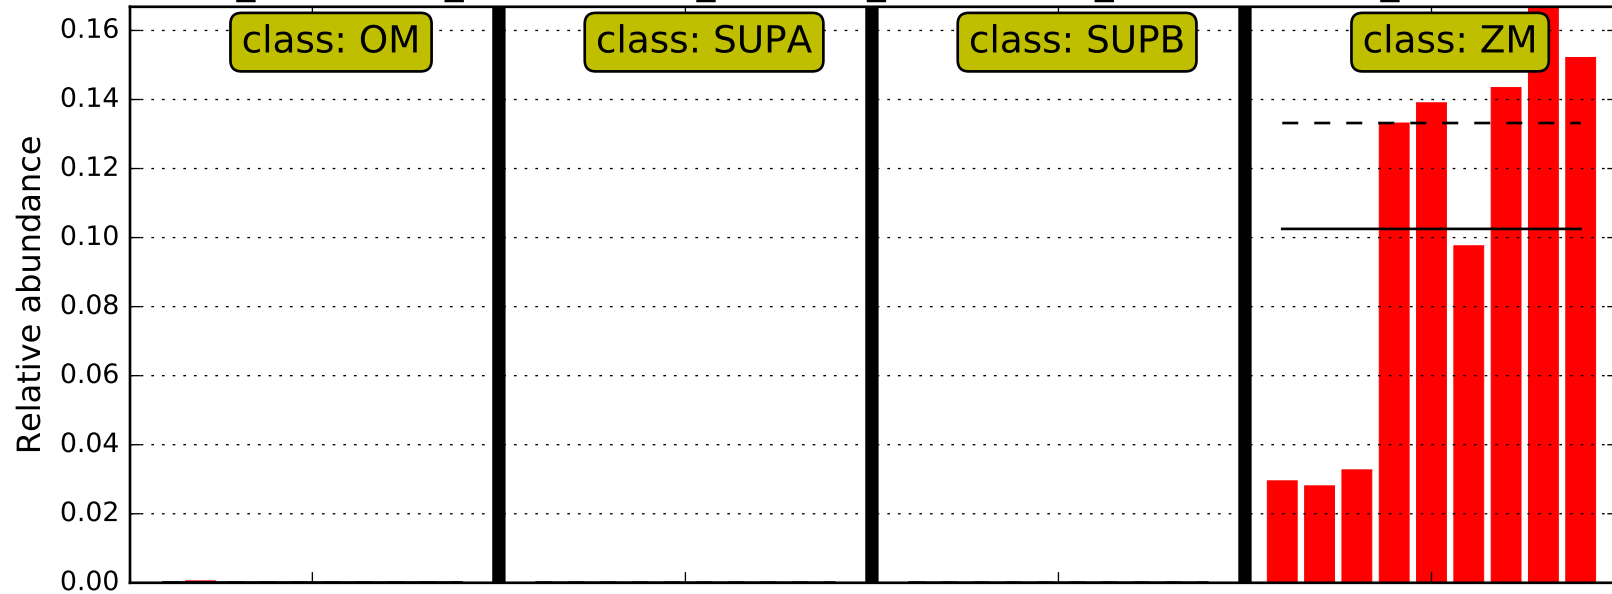 class: OM
class: SUPA
class: SUPB
class: ZM
Relative abundance
0.16
0.14
0.12
0.10
0.08
0.06
0.04
0.02
0.00